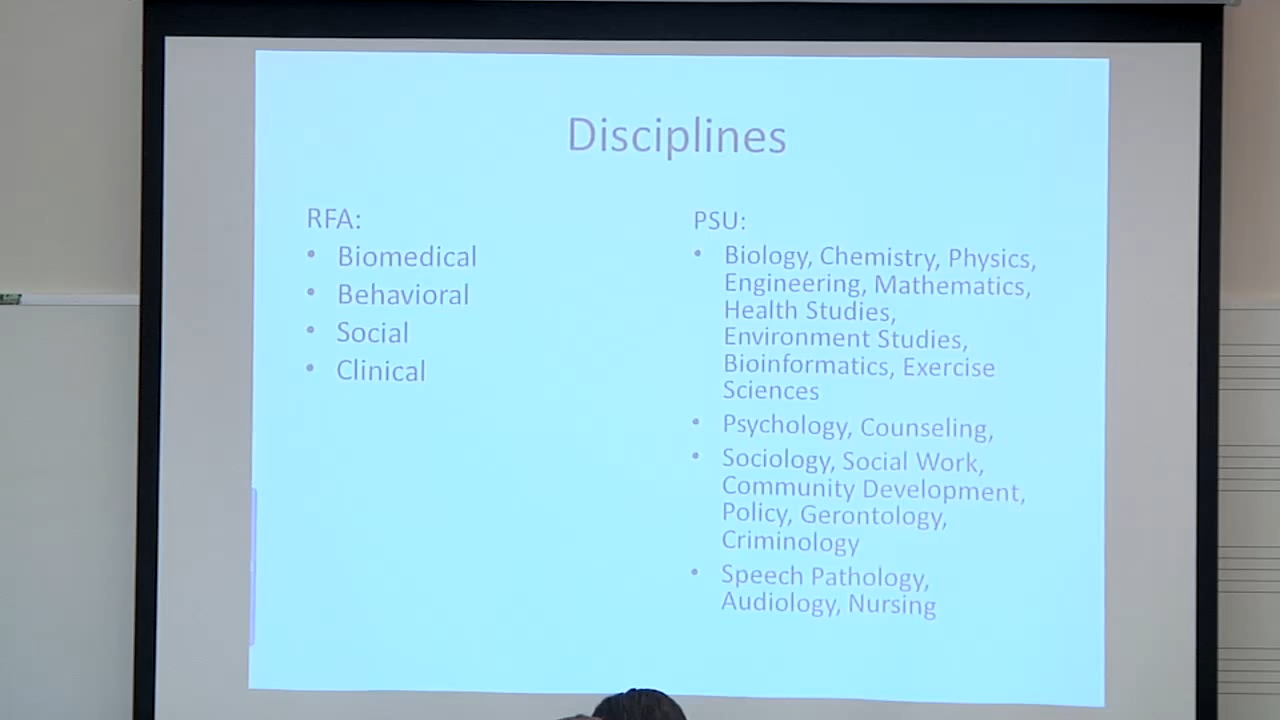 Disciplines
RFA:
• Biomedical
• Behavioral
• Social
• Clinical
PSU:
• Biology, Chemistry, Physics,
Engineering, Mathematics,
Health Studies,
Environment Studies,
Bioinformatics, Exercise
Sciences
• Psychology, Counseling,
• Sociology, Social Work,
Community Development,
Policy, Gerontology,
Criminology
• Speech Pathology,
Audiology, Nursing